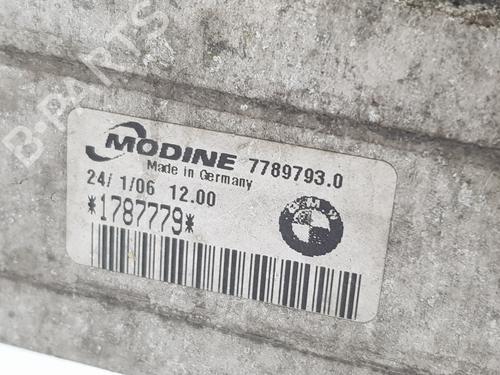 MODINE 7789793.0
Made in Germany
24/ 1/06 12.00
*1787779*
BMW
B-PARTS